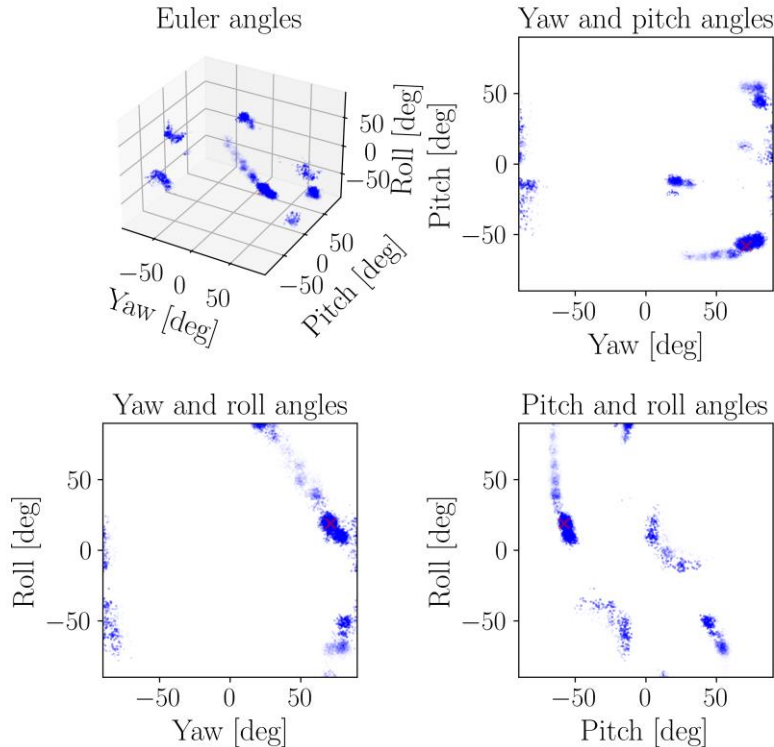 Euler angles
50
0
−50
Roll [deg]
−50
0
50
Yaw [deg]
−50
0
50
Pitch [deg]
Yaw and pitch angles
50
0
−50
Pitch [deg]
−50
0
50
Yaw [deg]
Yaw and roll angles
50
0
−50
Roll [deg]
−50
0
50
Yaw [deg]
Pitch and roll angles
50
0
−50
Roll [deg]
−50
0
50
Pitch [deg]